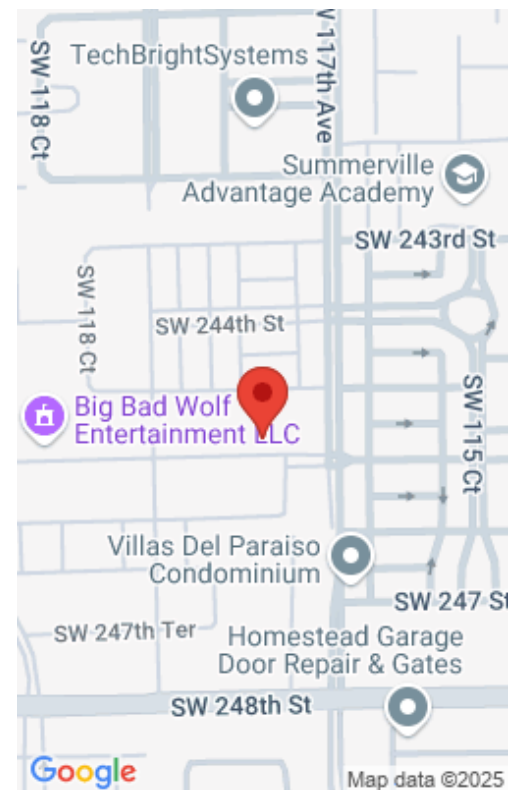 SW 118 Ct
TechBrightSystems
117th Ave
Summerville
Advantage Academy
SW 243rd St
SW 118 Ct
SW 244th St
Big Bad Wolf
Entertainment LLC
SW 115 Ct
Villas Del Paraiso
Condominium
SW 247 St
SW 247th Ter
Homestead Garage
Door Repair & Gates
SW 248th St
Google
Map data ©2025